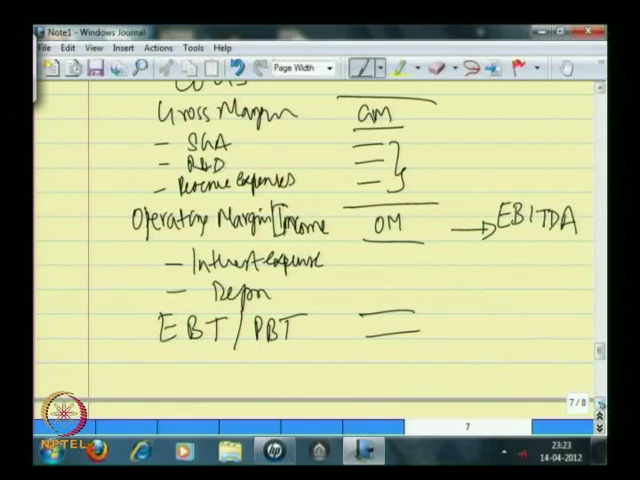 Note1 - Windows Journal
File Edit View Insert Actions Tools Help
Page Width
Gross Margin GM
- SGA
- R&D
- Revenue expenses
Operating Margin/Income OM → EBITDA
- Interest expense
- Depn
EBT/PBT
7 / 8
7
NPTEL
hp
23:23
14-04-2012